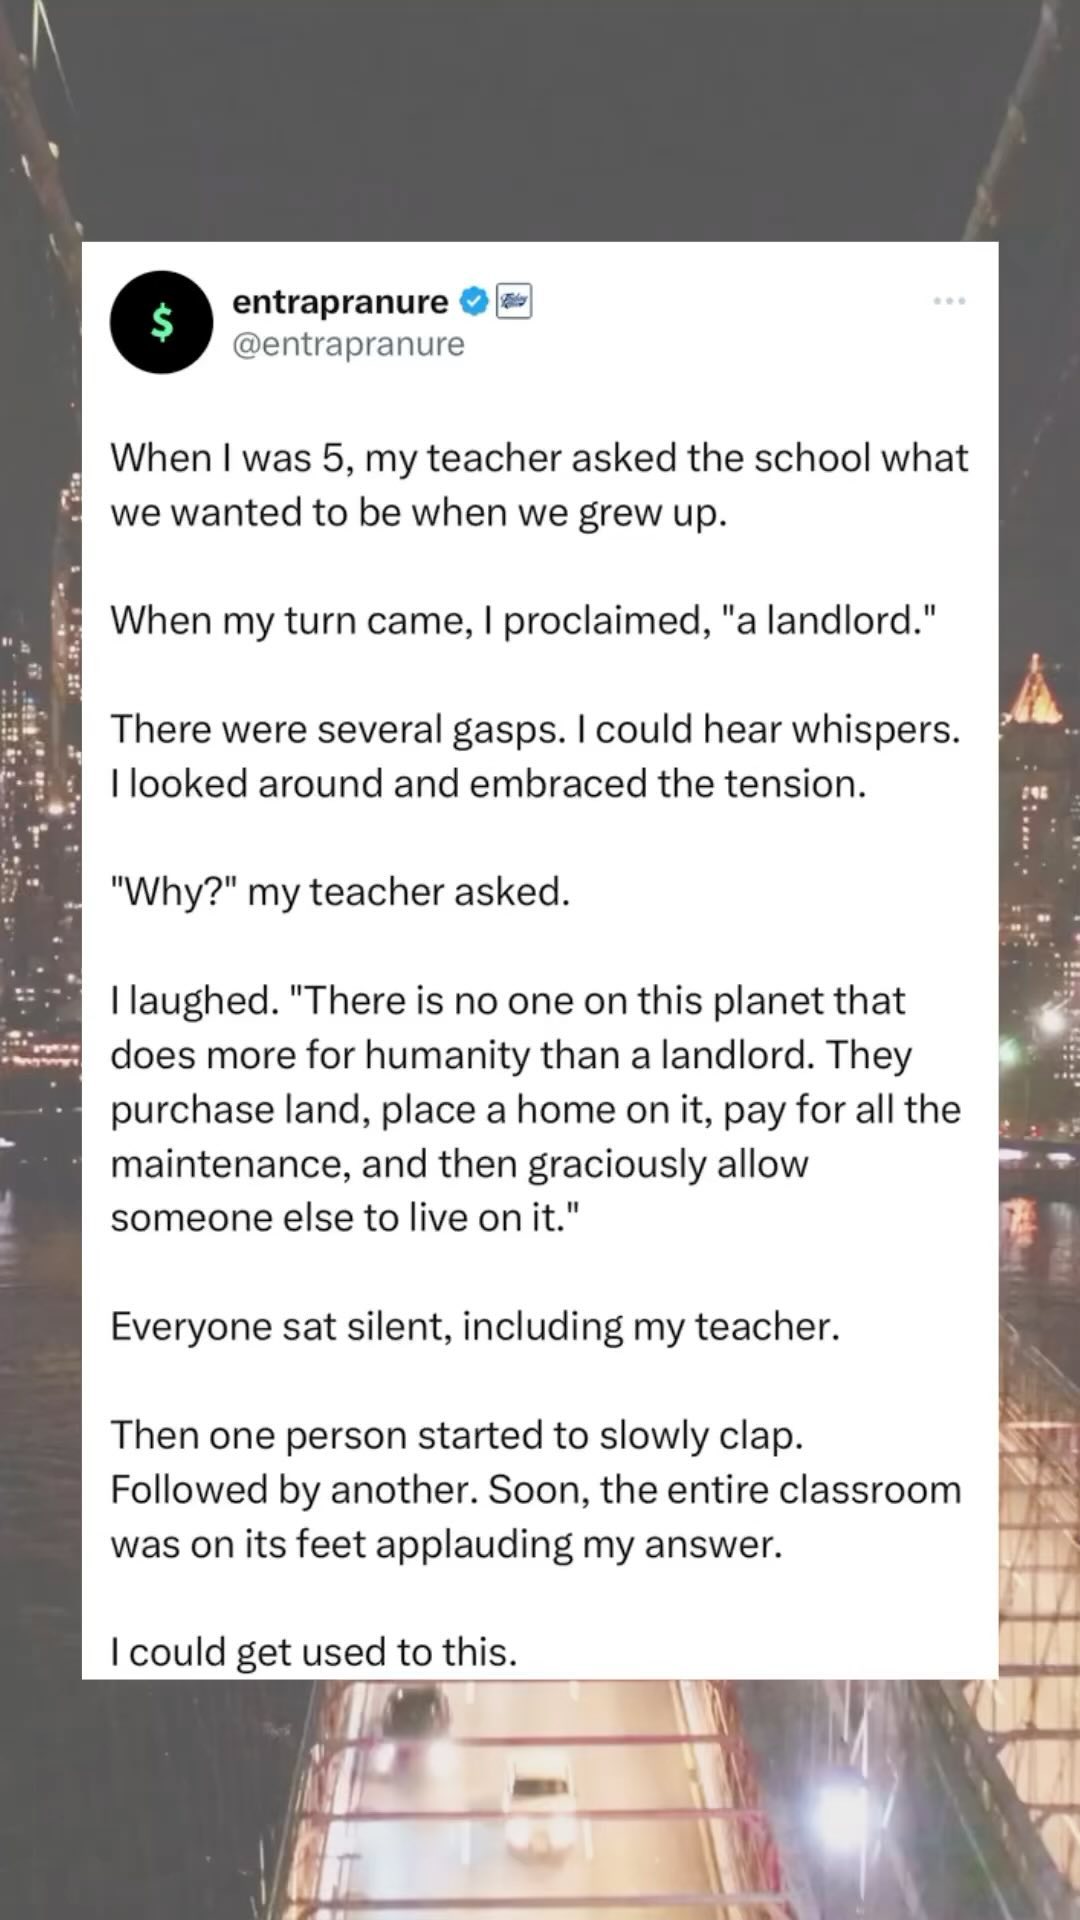 entrapranure
@entrapranure
When I was 5, my teacher asked the school what
we wanted to be when we grew up.
When my turn came, I proclaimed, "a landlord."
There were several gasps. I could hear whispers.
I looked around and embraced the tension.
"Why?" my teacher asked.
I laughed. "There is no one on this planet that
does more for humanity than a landlord. They
purchase land, place a home on it, pay for all the
maintenance, and then graciously allow
someone else to live on it."
Everyone sat silent, including my teacher.
Then one person started to slowly clap.
Followed by another. Soon, the entire classroom
was on its feet applauding my answer.
I could get used to this.